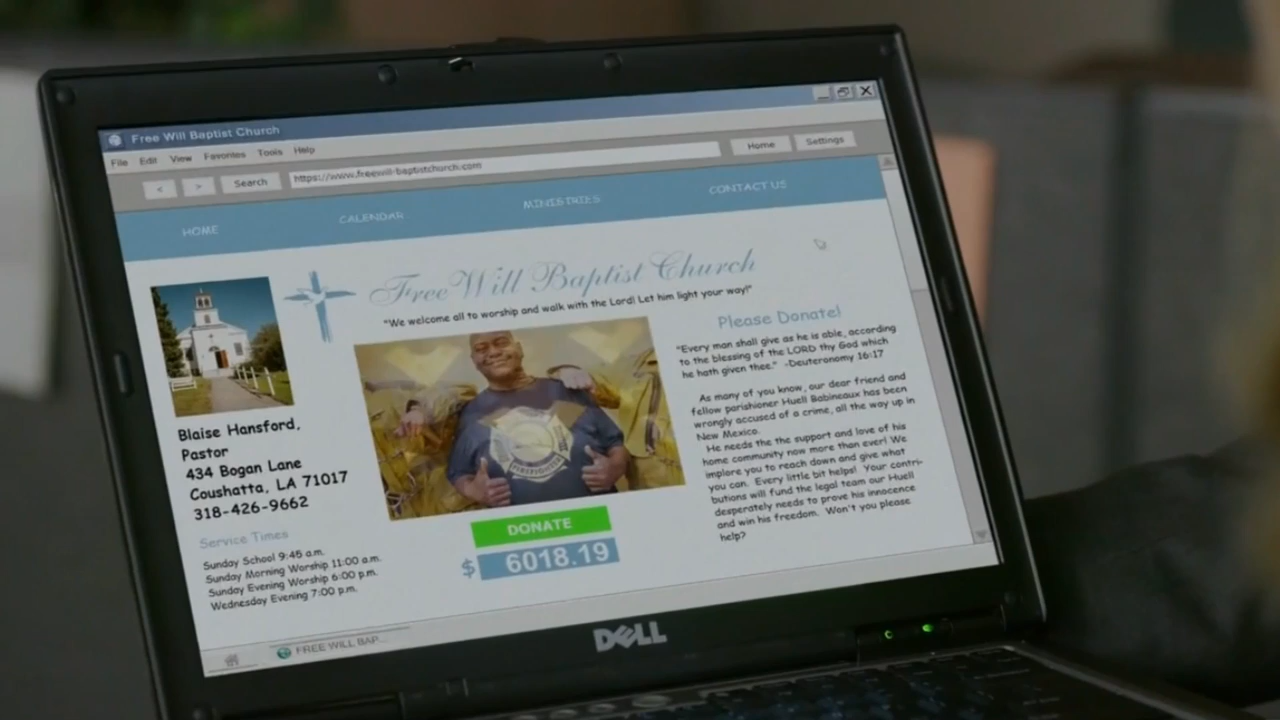 Free Will Baptist Church
File Edit View Favorites Tools Help
< > Search https://www.freewill-baptistchurch.com Home Settings
HOME CALENDAR MINISTRIES CONTACT US
Free Will Baptist Church
"We welcome all to worship and walk with the Lord! Let him light your way!"
Blaise Hansford,
Pastor
434 Bogan Lane
Coushatta, LA 71017
318-426-9662
Service Times
Sunday School 9:45 a.m.
Sunday Morning Worship 11:00 a.m.
Sunday Evening Worship 6:00 p.m.
Wednesday Evening 7:00 p.m.
FIREFIGHTER
DONATE
$ 6018.19
Please Donate!
"Every man shall give as he is able, according
to the blessing of the LORD thy God which
he hath given thee." -Deuteronomy 16:17
As many of you know, our dear friend and
fellow parishioner Huell Babineaux has been
wrongly accused of a crime, all the way up in
New Mexico.
He needs the the support and love of his
home community now more than ever! We
implore you to reach down and give what
you can. Every little bit helps! Your contri-
butions will fund the legal team our Huell
desperately needs to prove his innocence
and win his freedom. Won't you please
help?
FREE WILL BAP...
DELL